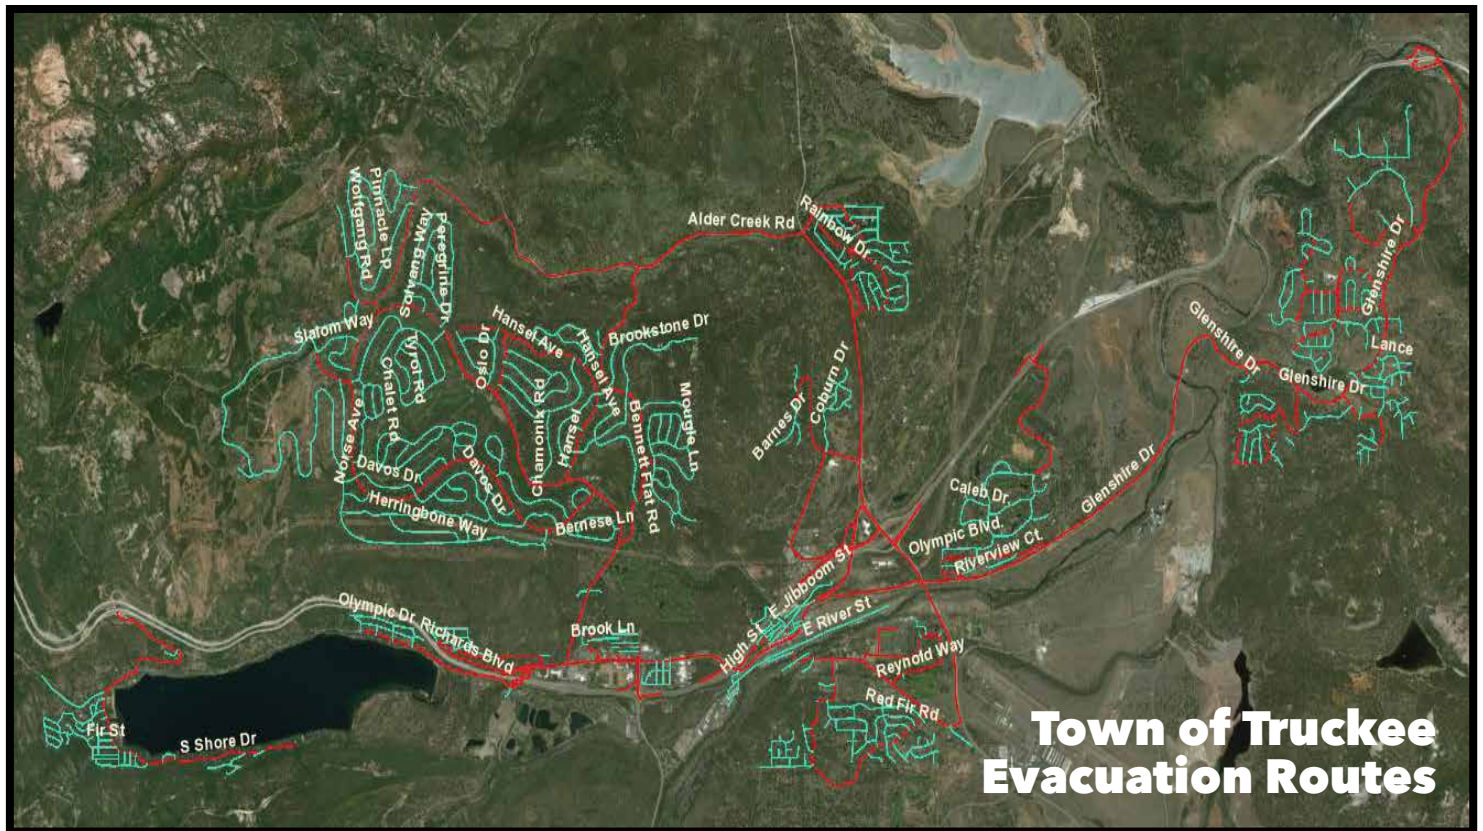 Wolfgang Rd
Pinnacle Lp
Solvang Way
Peregrine Dr
Alder Creek Rd
Rainbow Dr.
Glenshire Dr
Slalom Way
Hansel Ave
Hansel Ave
Brookstone Dr
Oslo Dr
Tyrol Rd
Chalet Rd
Glenshire Dr
Lance
Glenshire Dr
Barnes Dr
Coburn Dr
Mougle Ln
Norse Ave
Chamonix Rd
Hansel
Bennett Flat Rd
Davos Dr.
Davos Dr
Herringbone Way
Bernese Ln
Caleb Dr.
Glenshire Dr
Olympic Blvd.
Riverview Ct.
E Jibboom St
Olympic Dr
Richards Blvd
Brook Ln
High St
E River St
Reynold Way
Red Fir Rd
Fir St
S Shore Dr
Town of Truckee
Evacuation Routes